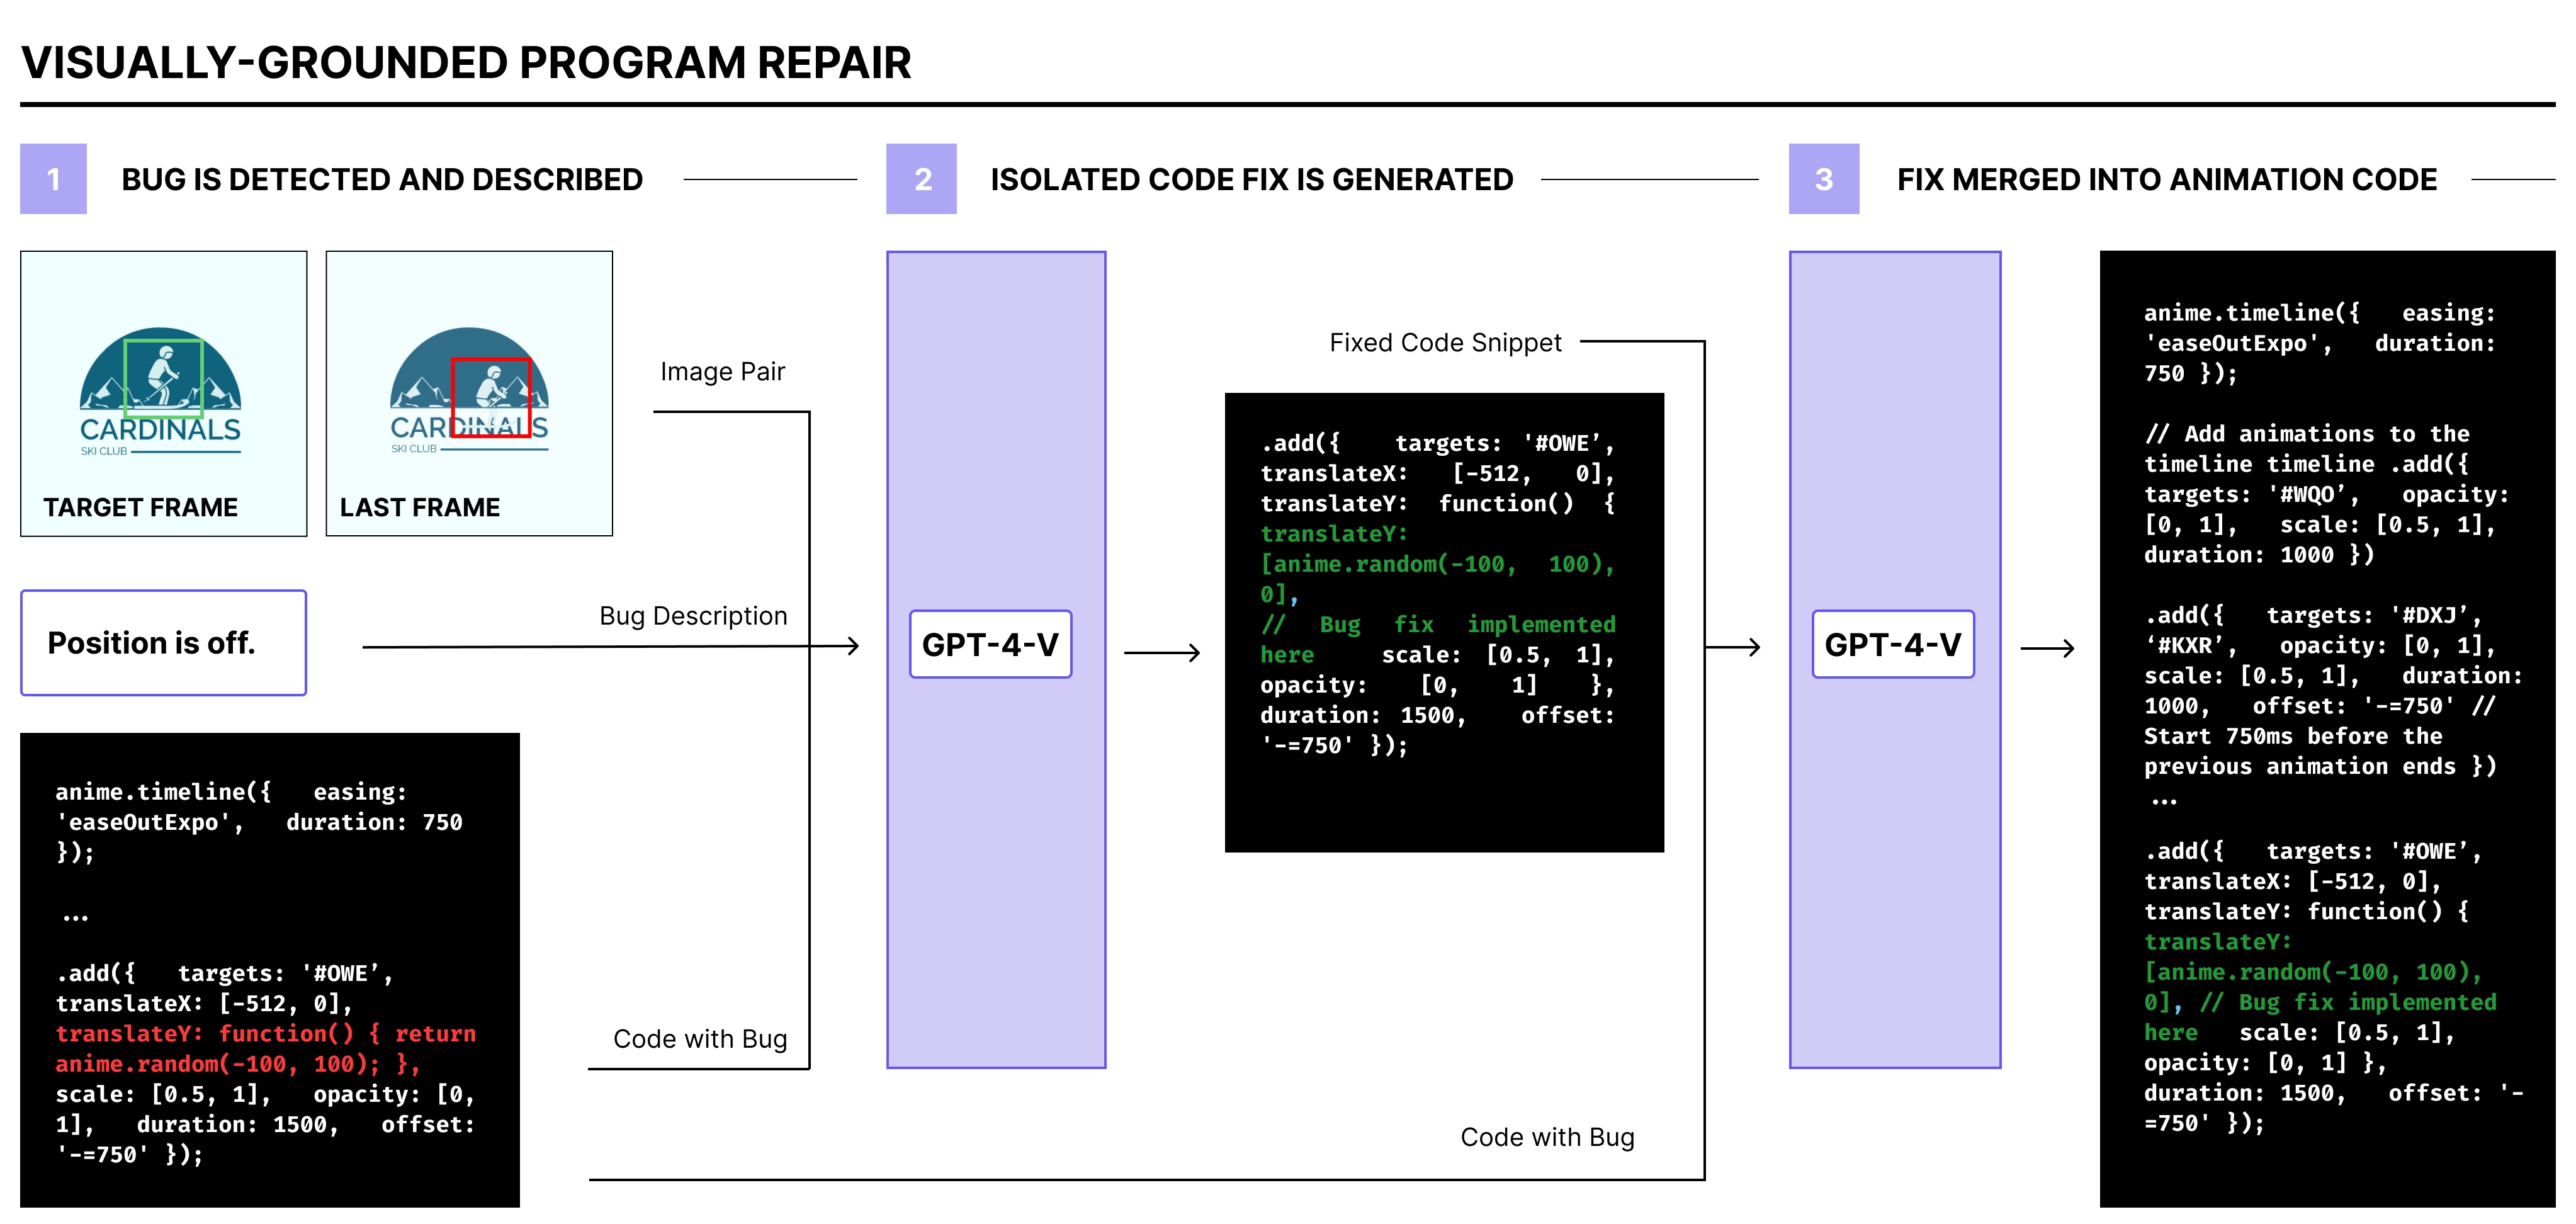 VISUALLY-GROUNDED PROGRAM REPAIR
1
BUG IS DETECTED AND DESCRIBED
CARDINALS
SKI CLUB
TARGET FRAME
CARDINALS
SKI CLUB
LAST FRAME
Image Pair
Position is off.
Bug Description
anime.timeline({   easing:
'easeOutExpo',   duration: 750
});
...
.add({   targets: '#OWE’,
translateX: [-512, 0],
translateY: function() { return
anime.random(-100, 100); },
scale: [0.5, 1],   opacity: [0,
1],   duration: 1500,   offset:
'-=750' });
Code with Bug
2
ISOLATED CODE FIX IS GENERATED
GPT-4-V
Fixed Code Snippet
.add({   targets: '#OWE’,
translateX: [-512, 0],
translateY: function() {
translateY:
[anime.random(-100, 100),
0],
// Bug fix implemented
here   scale: [0.5, 1],
opacity: [0, 1] },
duration: 1500,   offset:
'-=750' });
Code with Bug
3
FIX MERGED INTO ANIMATION CODE
GPT-4-V
anime.timeline({   easing:
'easeOutExpo',   duration:
750 });
// Add animations to the
timeline timeline .add({
targets: '#WQO’,   opacity:
[0, 1],   scale: [0.5, 1],
duration: 1000 })
.add({   targets: '#DXJ’,
‘#KXR’,   opacity: [0, 1],
scale: [0.5, 1],   duration:
1000,   offset: '-=750' //
Start 750ms before the
previous animation ends })
...
.add({   targets: '#OWE’,
translateX: [-512, 0],
translateY: function() {
translateY:
[anime.random(-100, 100),
0], // Bug fix implemented
here   scale: [0.5, 1],
opacity: [0, 1] },
duration: 1500,   offset: '-
=750' });